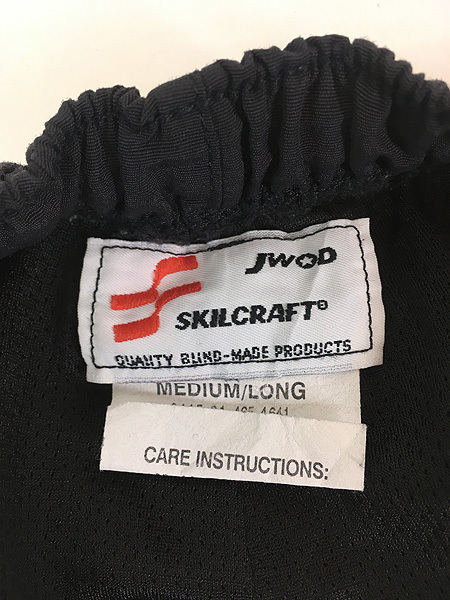 JWOD
SKILCRAFT®
QUALITY BLIND-MADE PRODUCTS
MEDIUM/LONG
CARE INSTRUCTIONS: